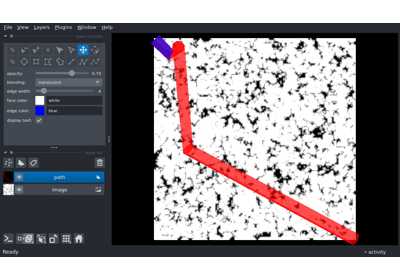 File View Layers Plugins Window Help
opacity: 0.70
blending: translucent
edge width:
face color: white
edge color: blue
display text:
path
Image
Ready
activity